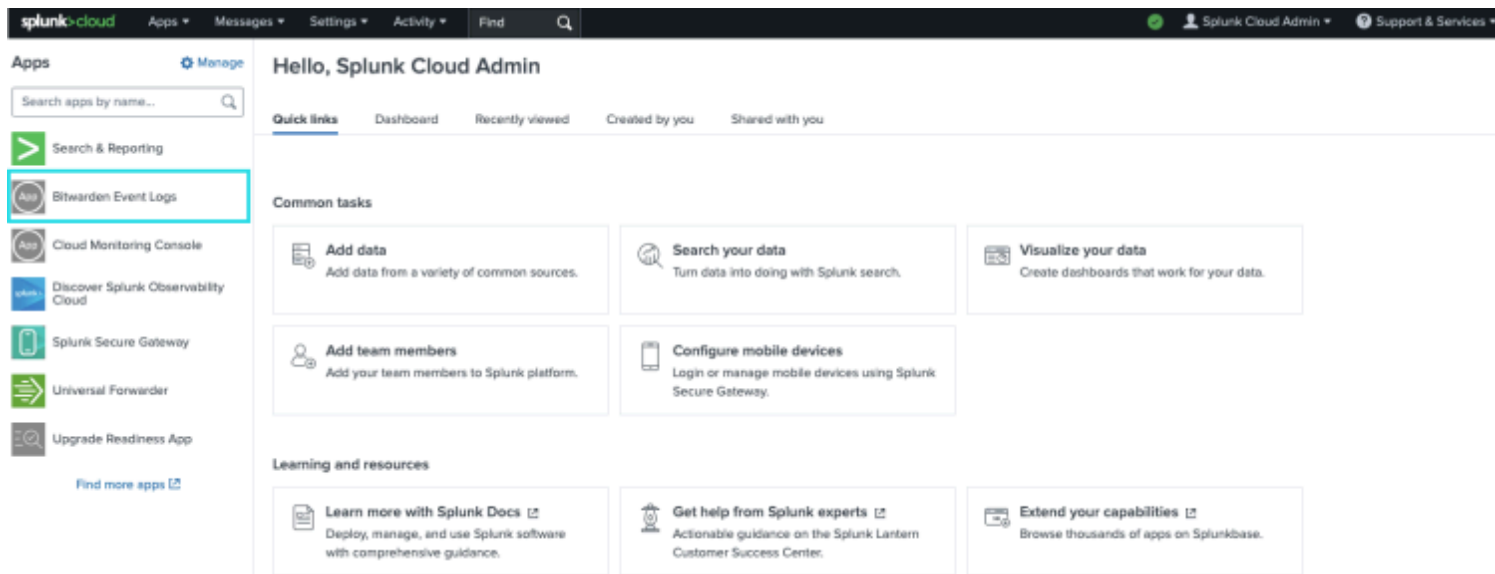 splunk>cloud Apps Messages Settings Activity Find Splunk Cloud Admin Support & Services
Apps Manage
Search apps by name...
Search & Reporting
App Bitwarden Event Logs
App Cloud Monitoring Console
splunk> Discover Splunk Observability
Cloud
Splunk Secure Gateway
Universal Forwarder
Upgrade Readiness App
Find more apps
Hello, Splunk Cloud Admin
Quick links Dashboard Recently viewed Created by you Shared with you
Common tasks
Add data
Add data from a variety of common sources.
Search your data
Turn data into doing with Splunk search.
Visualize your data
Create dashboards that work for your data.
Add team members
Add your team members to Splunk platform.
Configure mobile devices
Login or manage mobile devices using Splunk
Secure Gateway.
Learning and resources
Learn more with Splunk Docs
Deploy, manage, and use Splunk software
with comprehensive guidance.
Get help from Splunk experts
Actionable guidance on the Splunk Lantern
Customer Success Center.
Extend your capabilities
Browse thousands of apps on Splunkbase.